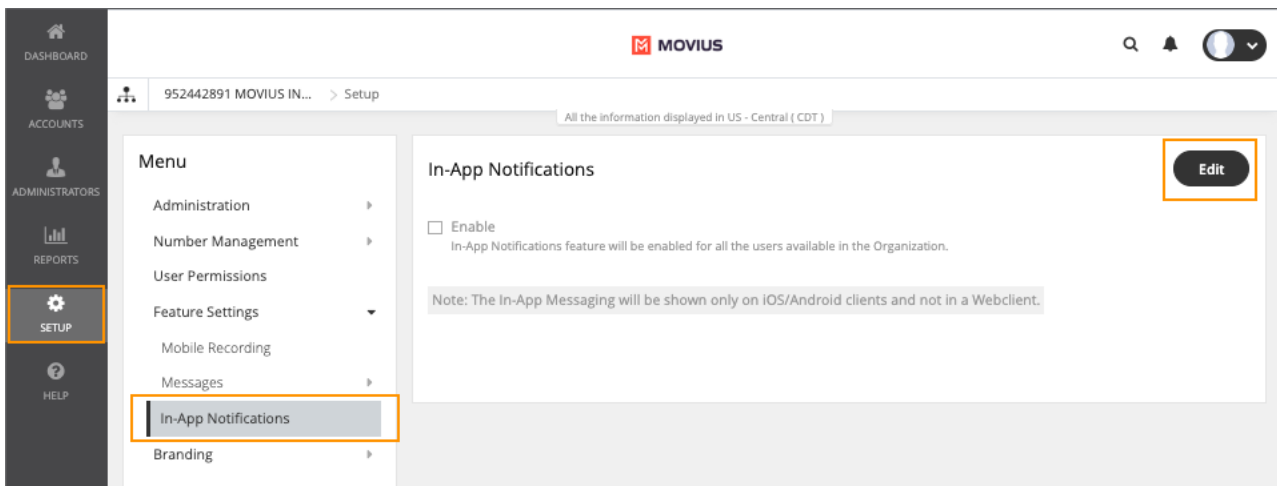 DASHBOARD
ACCOUNTS
ADMINISTRATORS
REPORTS
SETUP
HELP
MOVIUS
952442891 MOVIUS IN... > Setup
All the information displayed in US - Central ( CDT )
Menu
Administration
Number Management
User Permissions
Feature Settings
Mobile Recording
Messages
In-App Notifications
Branding
In-App Notifications
Edit
Enable
In-App Notifications feature will be enabled for all the users available in the Organization.
Note: The In-App Messaging will be shown only on iOS/Android clients and not in a Webclient.